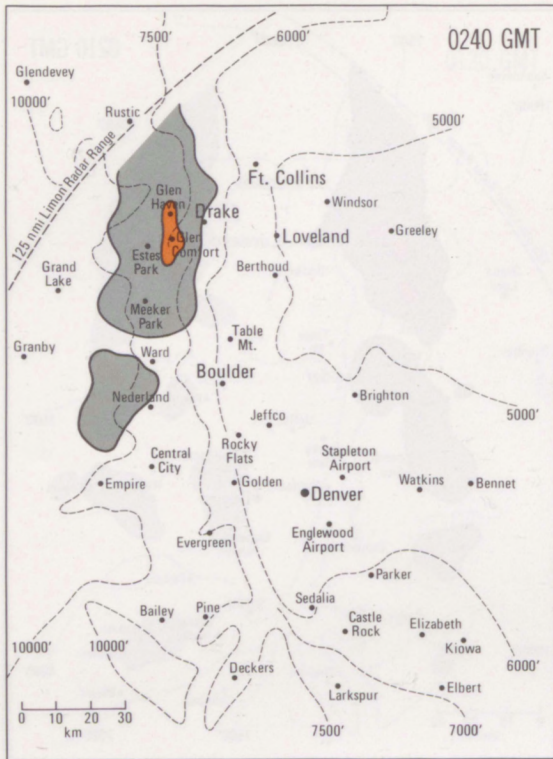 0240 GMT
7500'
6000'
Glendevey
10000'
Rustic
5000'
125 nmi Limon Radar Range
Ft. Collins
Glen
Haven
Drake
Windsor
Glen
Comfort
Loveland
Greeley
Estes
Park
Grand
Lake
Berthoud
Meeker
Park
Table
Mt.
Granby
Ward
Boulder
Nederland
Brighton
5000'
Jeffco
Rocky
Flats
Central
City
Stapleton
Airport
Empire
Golden
Watkins
Bennet
Denver
Evergreen
Englewood
Airport
Parker
Sedalia
Bailey
Pine
Castle
Rock
Elizabeth
Kiowa
10000'
10000'
6000'
Deckers
Larkspur
Elbert
0 10 20 30
km
7500'
7000'